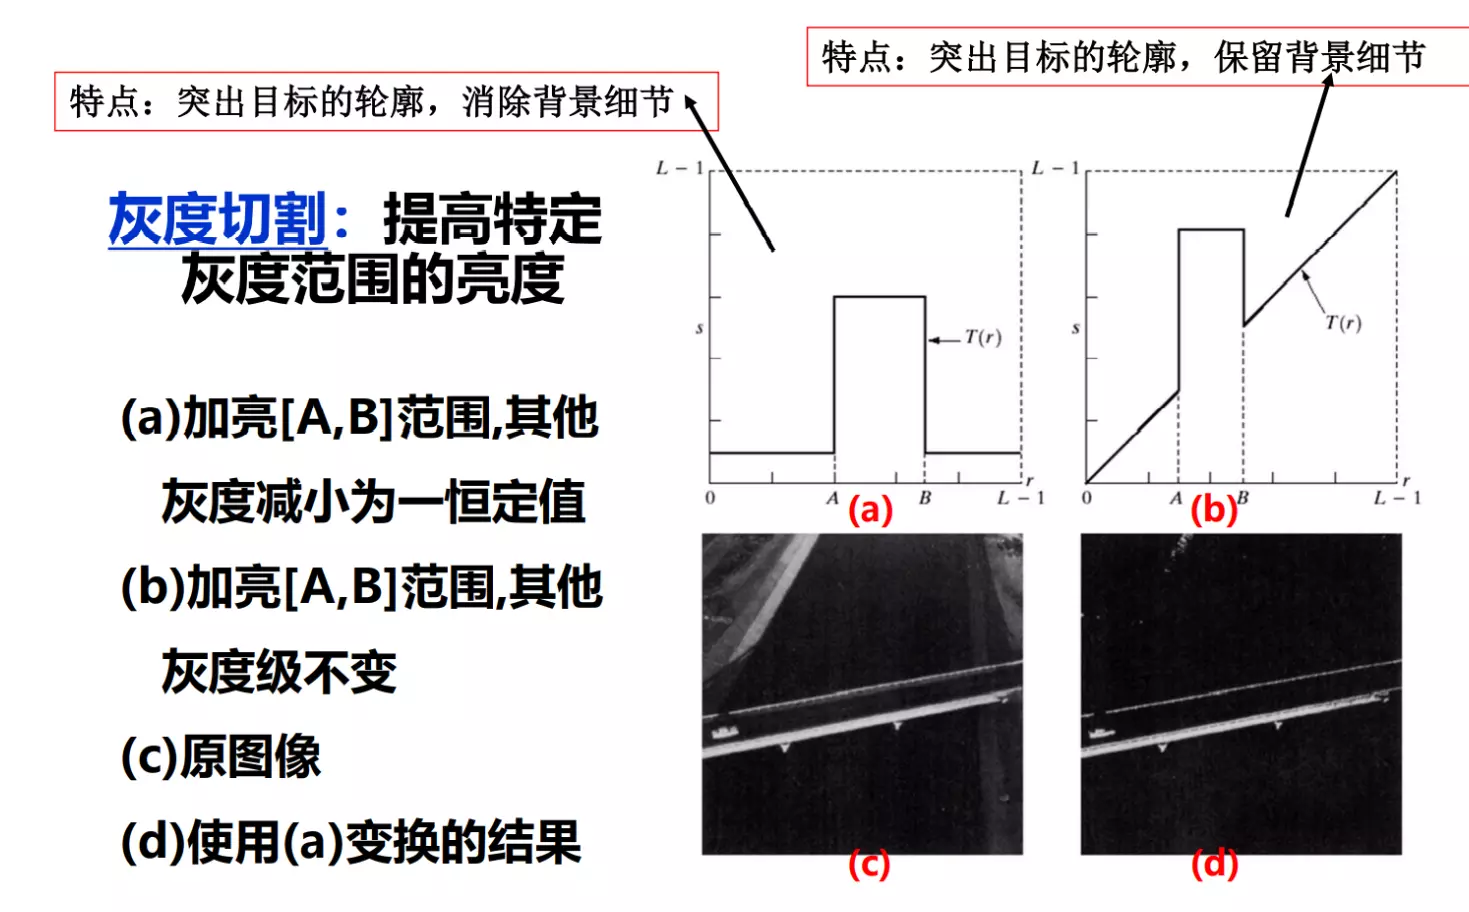 特点：突出目标的轮廓，保留背景细节
特点：突出目标的轮廓，消除背景细节
灰度切割：提高特定
灰度范围的亮度
(a)加亮[A,B]范围,其他
灰度减小为一恒定值
(b)加亮[A,B]范围,其他
灰度级不变
(c)原图像
(d)使用(a)变换的结果
L − 1
s
T(r)
0
A
B
L − 1
r
(a)
L − 1
s
T(r)
0
A
B
L − 1
r
(b)
(c)
(d)